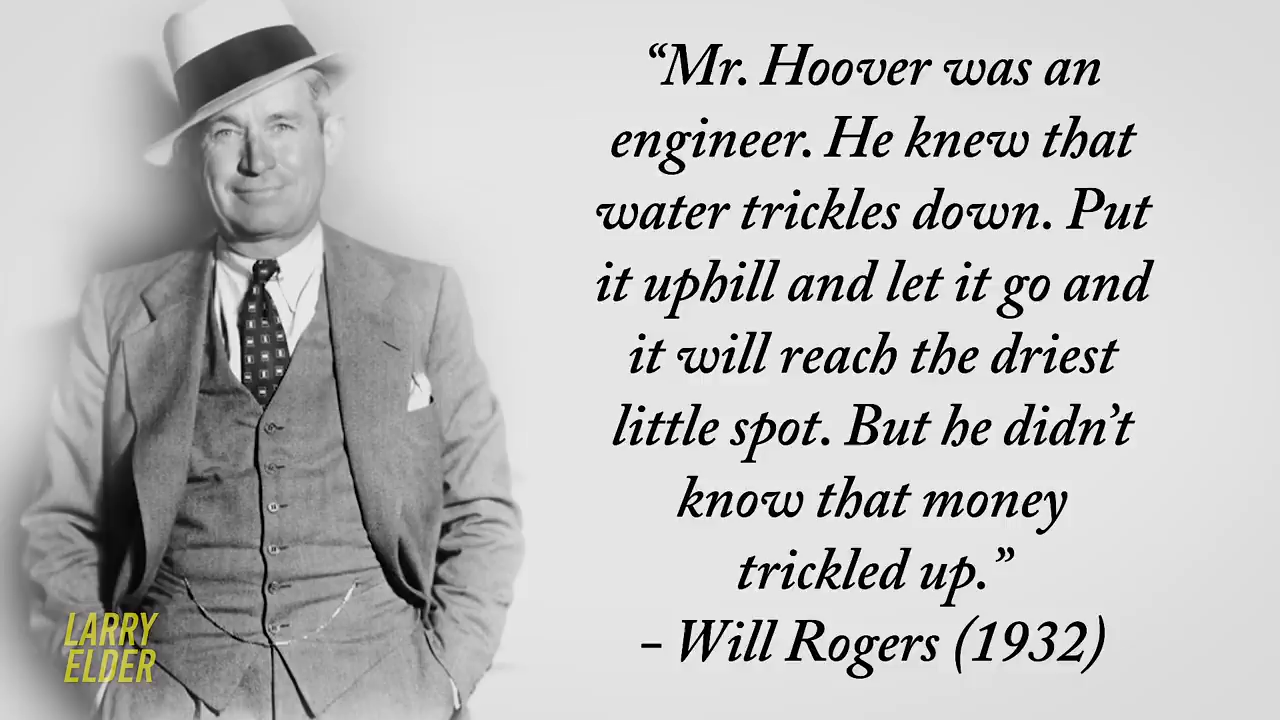 “Mr. Hoover was an
engineer. He knew that
water trickles down. Put
it uphill and let it go and
it will reach the driest
little spot. But he didn’t
know that money
trickled up.”
- Will Rogers (1932)
LARRY
ELDER